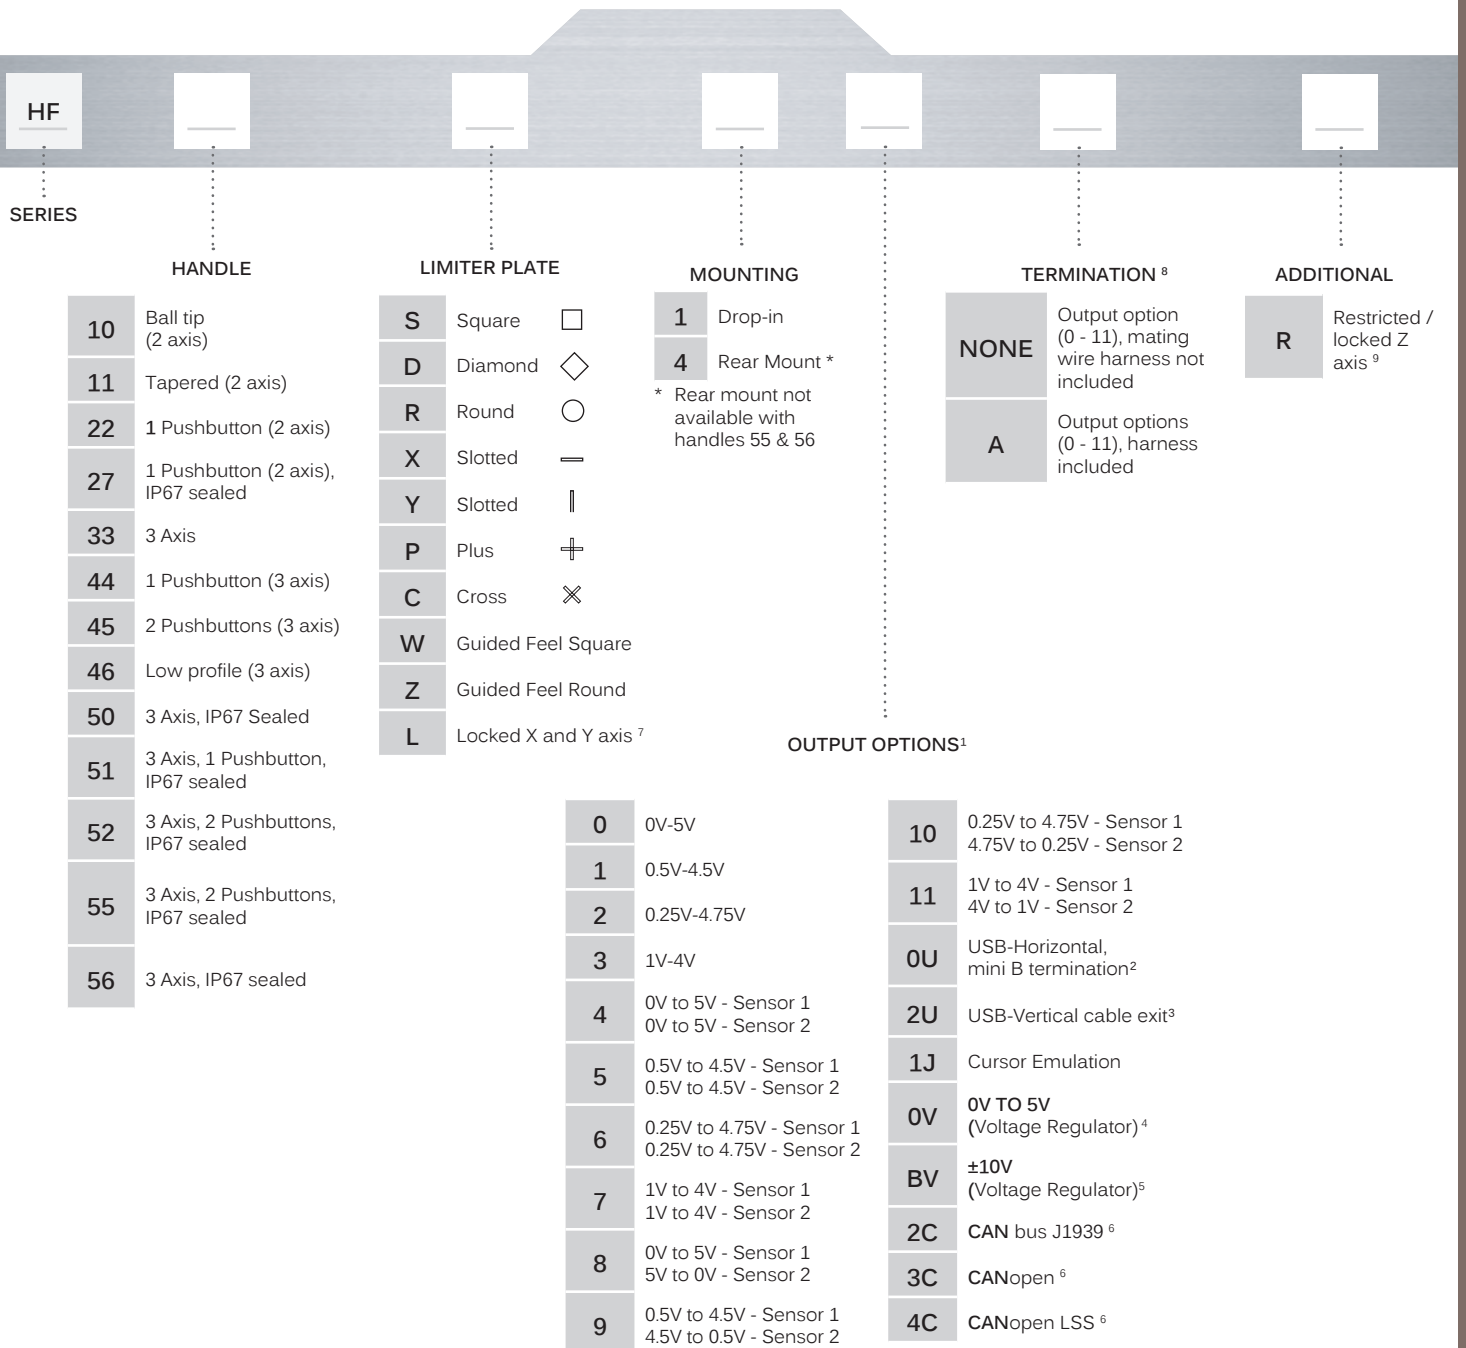 HF
SERIES
HANDLE
10
Ball tip
(2 axis)
11
Tapered (2 axis)
22
1 Pushbutton (2 axis)
27
1 Pushbutton (2 axis),
IP67 sealed
33
3 Axis
44
1 Pushbutton (3 axis)
45
2 Pushbuttons (3 axis)
46
Low profile (3 axis)
50
3 Axis, IP67 Sealed
51
3 Axis, 1 Pushbutton,
IP67 sealed
52
3 Axis, 2 Pushbuttons,
IP67 sealed
55
3 Axis, 2 Pushbuttons,
IP67 sealed
56
3 Axis, IP67 sealed
LIMITER PLATE
S
Square
D
Diamond
R
Round
X
Slotted
Y
Slotted
P
Plus
C
Cross
W
Guided Feel Square
Z
Guided Feel Round
L
Locked X and Y axis ⁷
MOUNTING
1
Drop-in
4
Rear Mount *
* Rear mount not
available with
handles 55 & 56
OUTPUT OPTIONS¹
0
0V-5V
1
0.5V-4.5V
2
0.25V-4.75V
3
1V-4V
4
0V to 5V - Sensor 1
0V to 5V - Sensor 2
5
0.5V to 4.5V - Sensor 1
0.5V to 4.5V - Sensor 2
6
0.25V to 4.75V - Sensor 1
0.25V to 4.75V - Sensor 2
7
1V to 4V - Sensor 1
1V to 4V - Sensor 2
8
0V to 5V - Sensor 1
5V to 0V - Sensor 2
9
0.5V to 4.5V - Sensor 1
4.5V to 0.5V - Sensor 2
10
0.25V to 4.75V - Sensor 1
4.75V to 0.25V - Sensor 2
11
1V to 4V - Sensor 1
4V to 1V - Sensor 2
0U
USB-Horizontal,
mini B termination²
2U
USB-Vertical cable exit³
1J
Cursor Emulation
0V
0V TO 5V
(Voltage Regulator) ⁴
BV
±10V
(Voltage Regulator)⁵
2C
CAN bus J1939 ⁶
3C
CANopen ⁶
4C
CANopen LSS ⁶
TERMINATION ⁸
NONE
Output option
(0 - 11), mating
wire harness not
included
A
Output options
(0 - 11), harness
included
ADDITIONAL
R
Restricted /
locked Z
axis ⁹